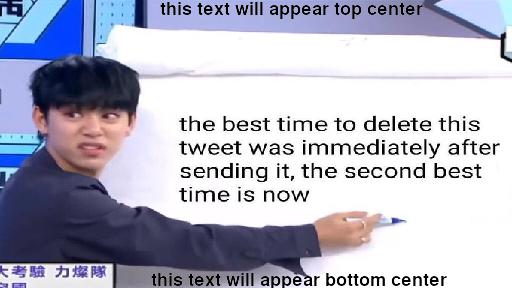 this text will appear top center
the best time to delete this
tweet was immediately after
sending it, the second best
time is now
大考驗 力燦隊
this text will appear bottom center